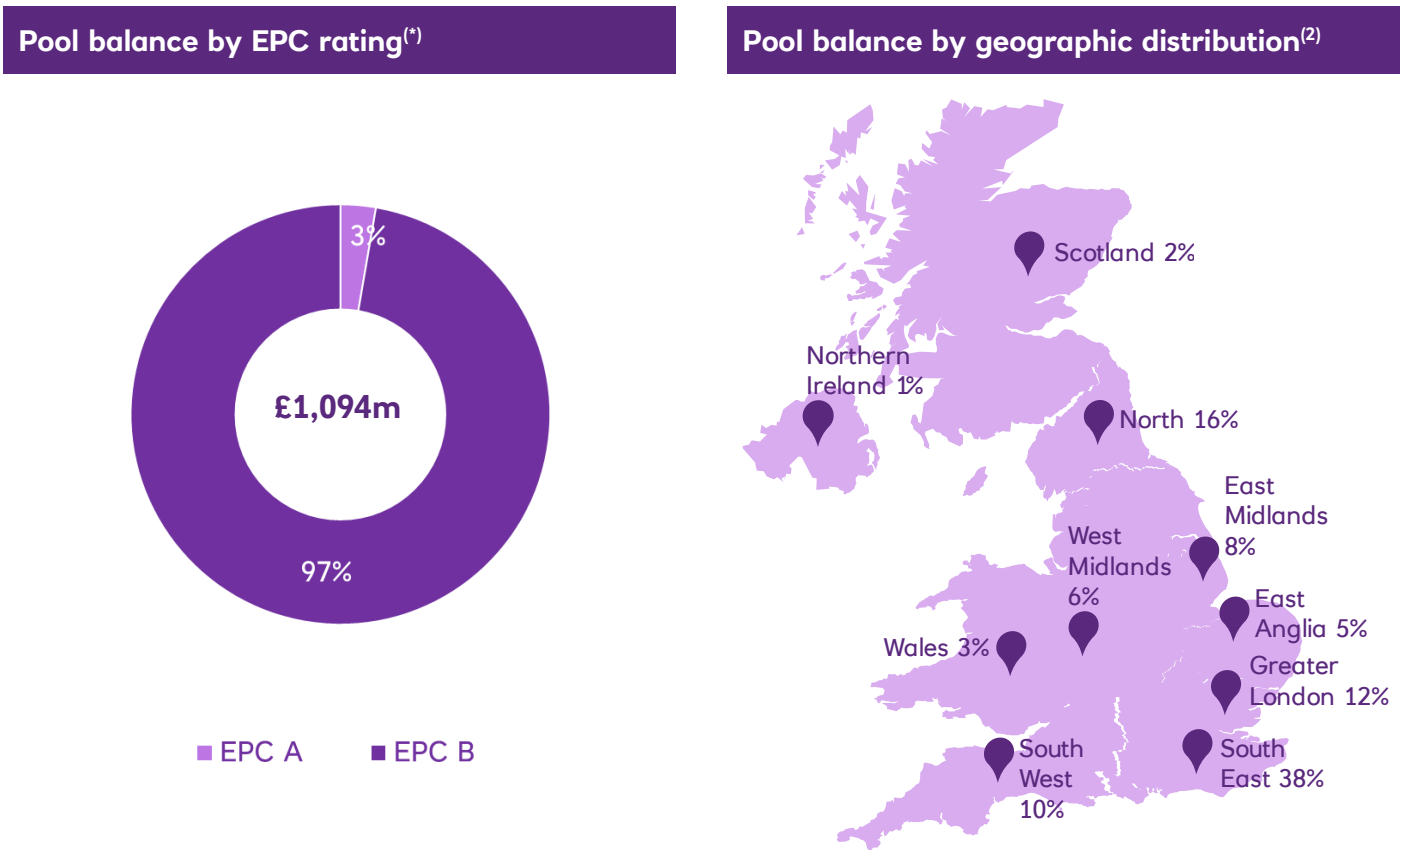 Pool balance by EPC rating(*)
3%
£1,094m
97%
EPC A
EPC B
Pool balance by geographic distribution(2)
Scotland 2%
Northern
Ireland 1%
North 16%
East
Midlands
8%
West
Midlands
6%
East
Anglia 5%
Wales 3%
Greater
London 12%
South
West
10%
South
East 38%